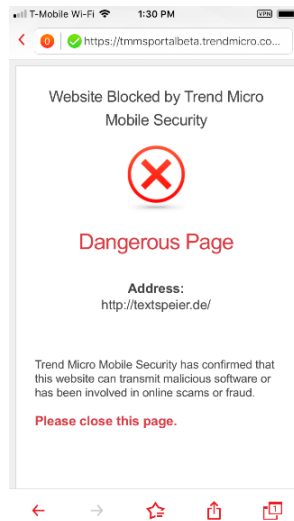 T-Mobile Wi-Fi 1:30 PM VPN
0 https://tmmsportalbeta.trendmicro.co...
Website Blocked by Trend Micro
Mobile Security
Dangerous Page
Address:
http://textspeier.de/
Trend Micro Mobile Security has confirmed that
this website can transmit malicious software or
has been involved in online scams or fraud.
Please close this page.
1